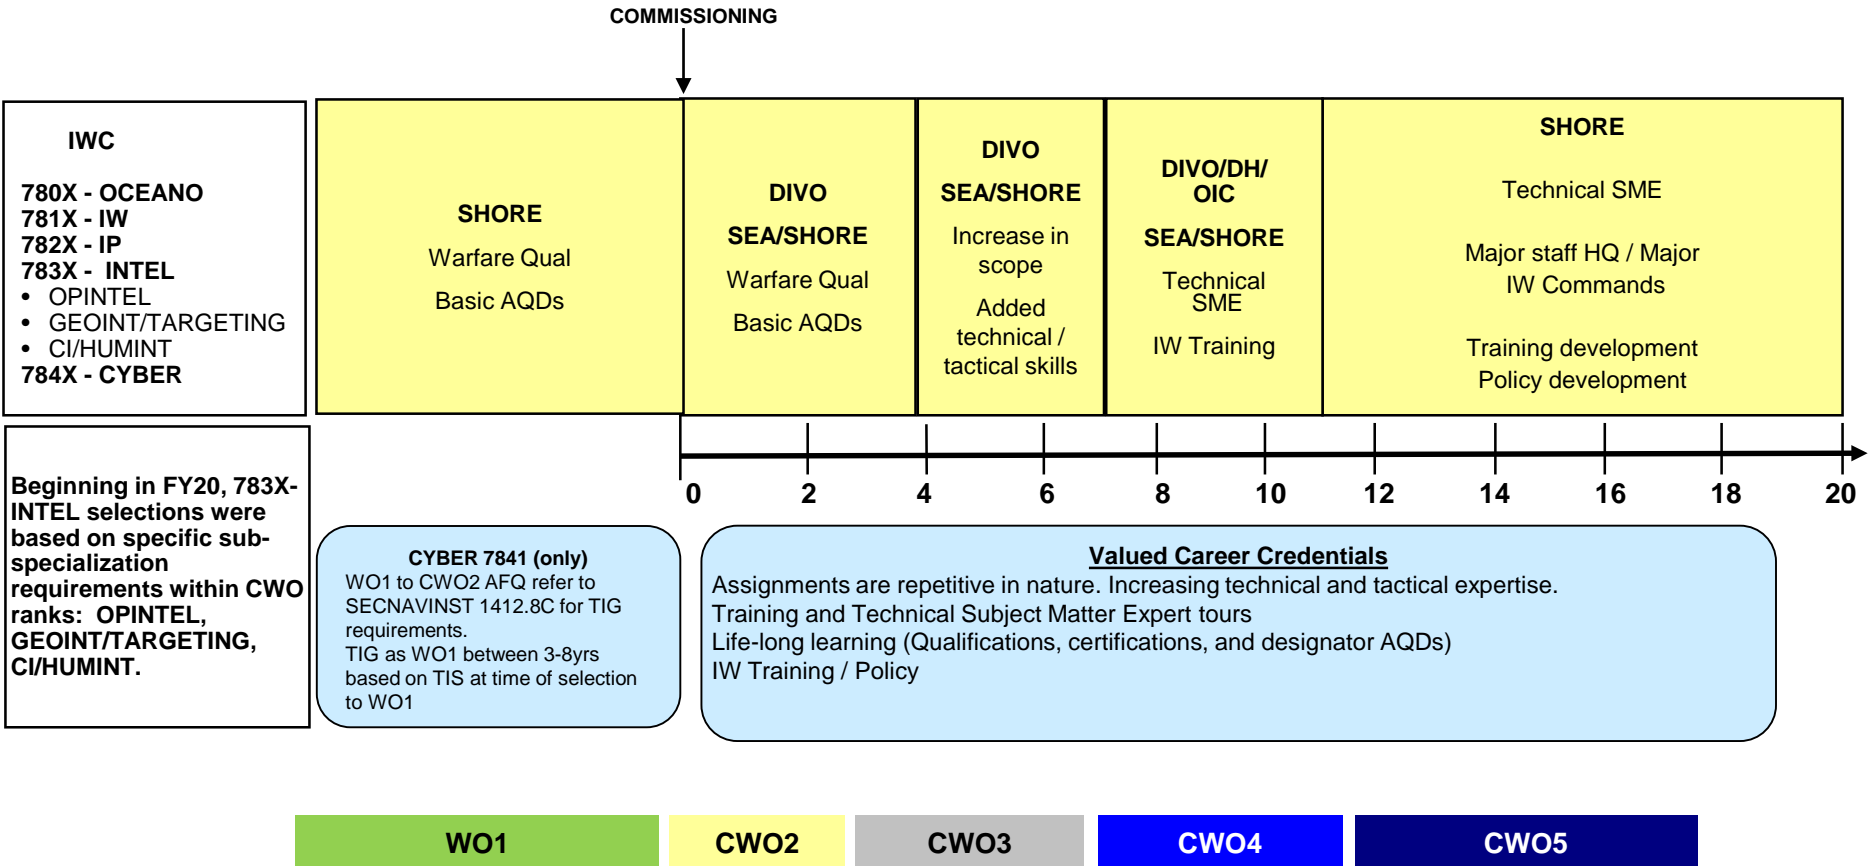 COMMISSIONING
IWC
780X - OCEANO
781X - IW
782X - IP
783X - INTEL
• OPINTEL
• GEOINT/TARGETING
• CI/HUMINT
784X - CYBER
SHORE
Warfare Qual
Basic AQDs
DIVO
SEA/SHORE
Warfare Qual
Basic AQDs
DIVO
SEA/SHORE
Increase in
scope
Added
technical /
tactical skills
DIVO/DH/
OIC
SEA/SHORE
Technical
SME
IW Training
SHORE
Technical SME
Major staff HQ / Major
IW Commands
Training development
Policy development
0 2 4 6 8 10 12 14 16 18 20
Beginning in FY20, 783X-
INTEL selections were
based on specific sub-
specialization
requirements within CWO
ranks: OPINTEL,
GEOINT/TARGETING,
CI/HUMINT.
CYBER 7841 (only)
WO1 to CWO2 AFQ refer to
SECNAVINST 1412.8C for TIG
requirements.
TIG as WO1 between 3-8yrs
based on TIS at time of selection
to WO1
Valued Career Credentials
Assignments are repetitive in nature. Increasing technical and tactical expertise.
Training and Technical Subject Matter Expert tours
Life-long learning (Qualifications, certifications, and designator AQDs)
IW Training / Policy
WO1 CWO2 CWO3 CWO4 CWO5